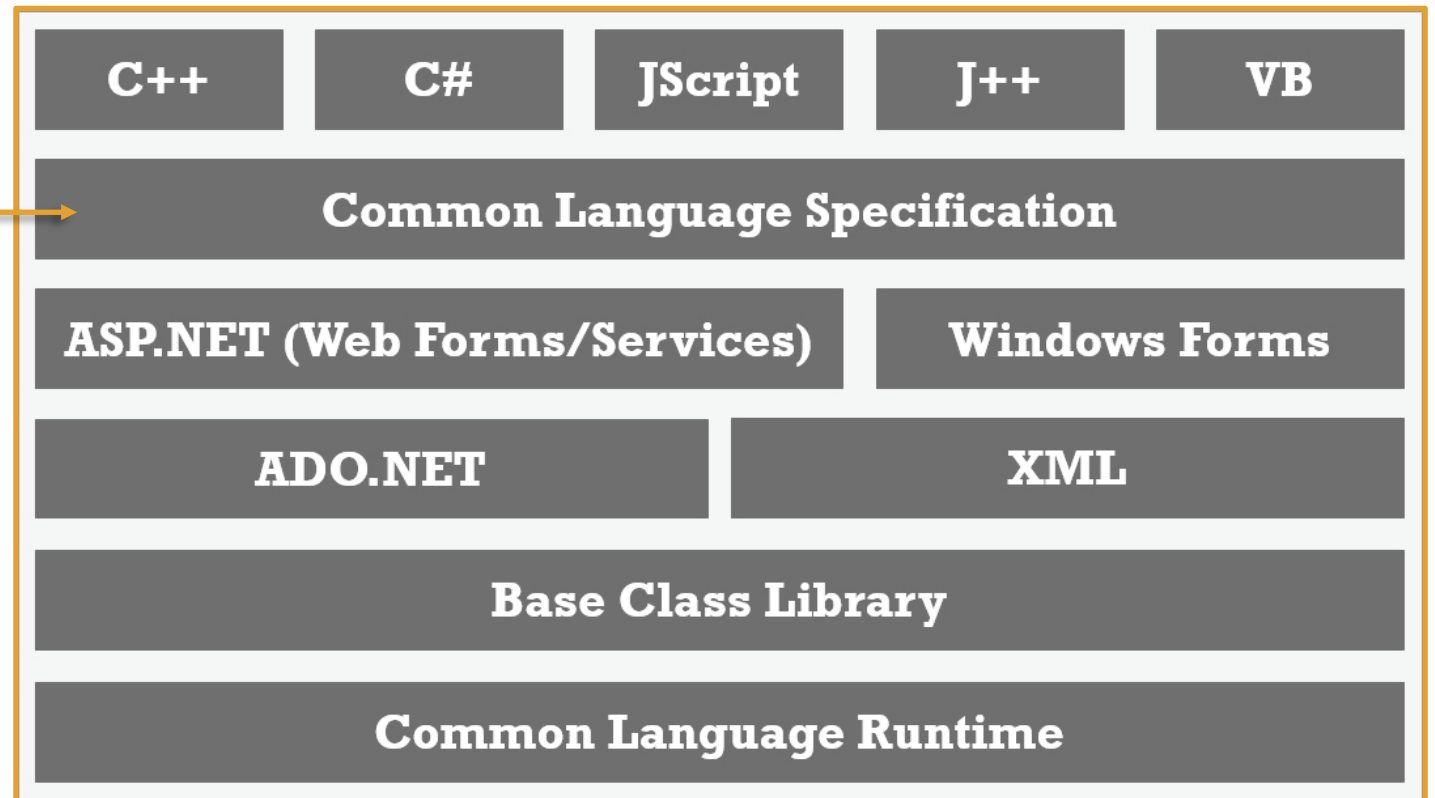 C++ C# JScript J++ VB
Common Language Specification
ASP.NET (Web Forms/Services) Windows Forms
ADO.NET XML
Base Class Library
Common Language Runtime